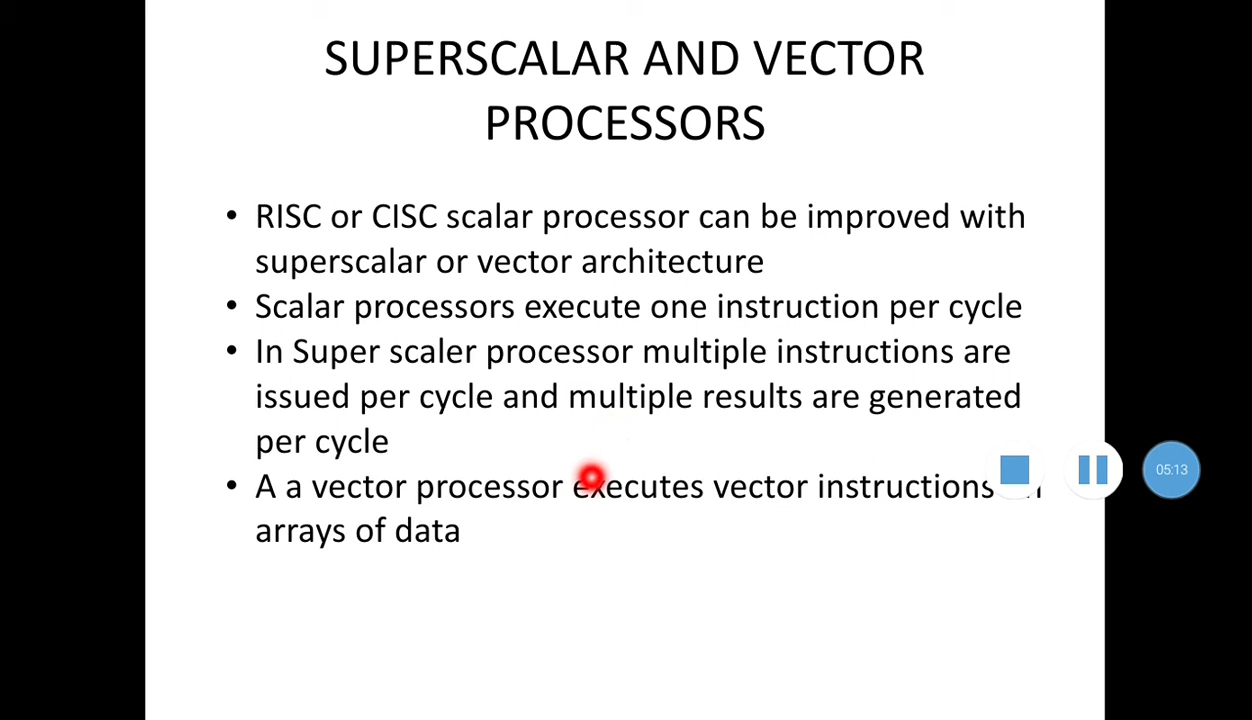 SUPERSCALAR AND VECTOR
PROCESSORS
• RISC or CISC scalar processor can be improved with
superscalar or vector architecture
• Scalar processors execute one instruction per cycle
• In Super scaler processor multiple instructions are
issued per cycle and multiple results are generated
per cycle
• A a vector processor executes vector instructions
arrays of data
05:13